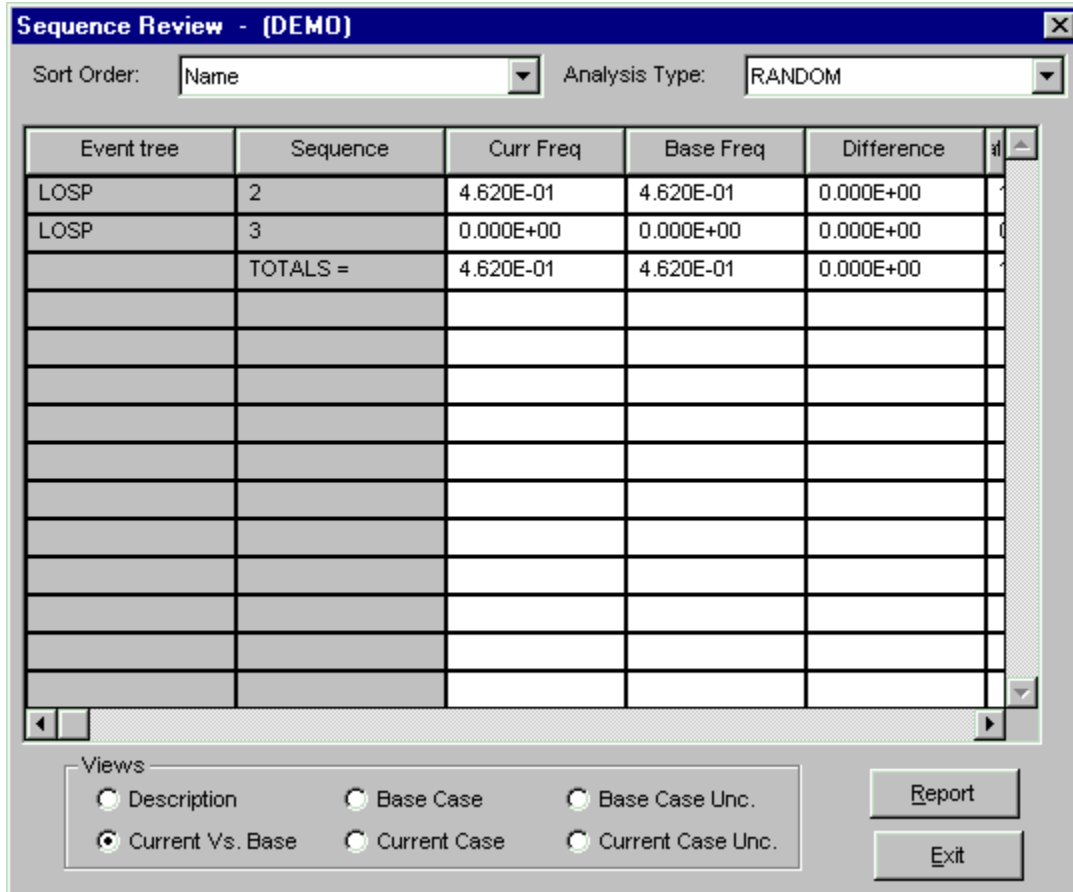 Sequence Review - (DEMO)
Sort Order: Name Analysis Type: RANDOM
Event tree Sequence Curr Freq Base Freq Difference
LOSP 2 4.620E-01 4.620E-01 0.000E+00
LOSP 3 0.000E+00 0.000E+00 0.000E+00
TOTALS = 4.620E-01 4.620E-01 0.000E+00
Views
Description Base Case Base Case Unc.
Current Vs. Base Current Case Current Case Unc.
Report
Exit